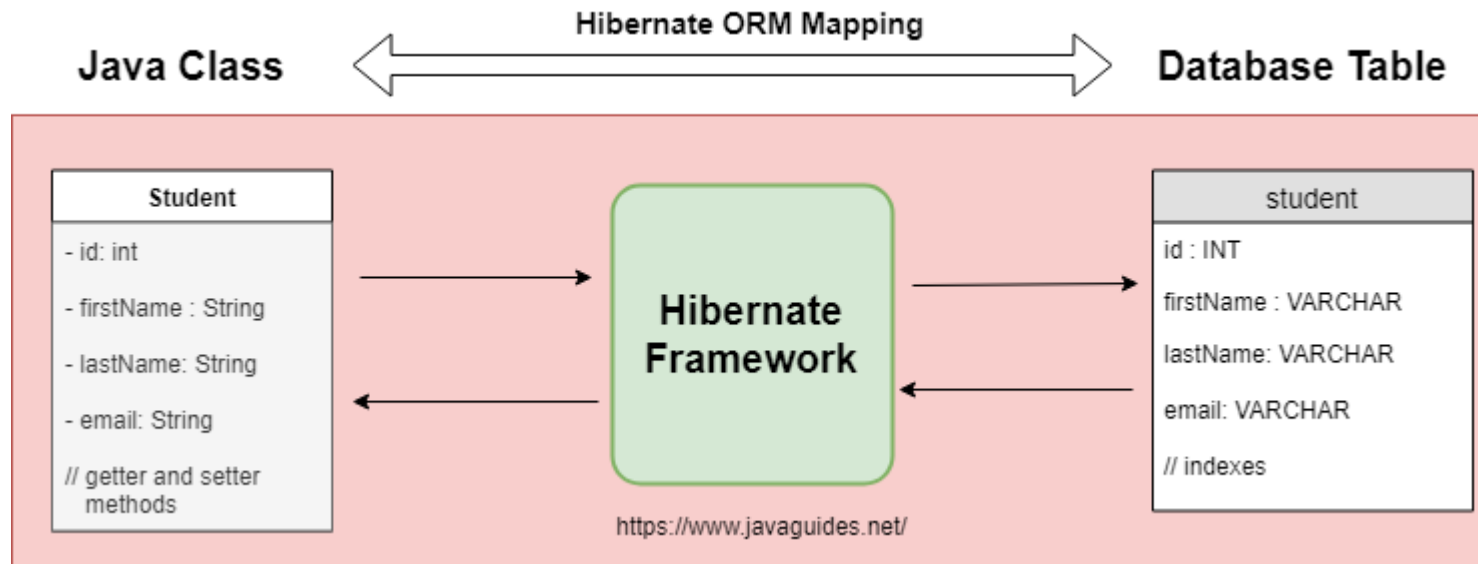 Hibernate ORM Mapping
Java Class
Database Table
Student
- id: int
- firstName : String
- lastName: String
- email: String
// getter and setter
methods
Hibernate
Framework
https://www.javaguides.net/
student
id : INT
firstName : VARCHAR
lastName: VARCHAR
email: VARCHAR
// indexes